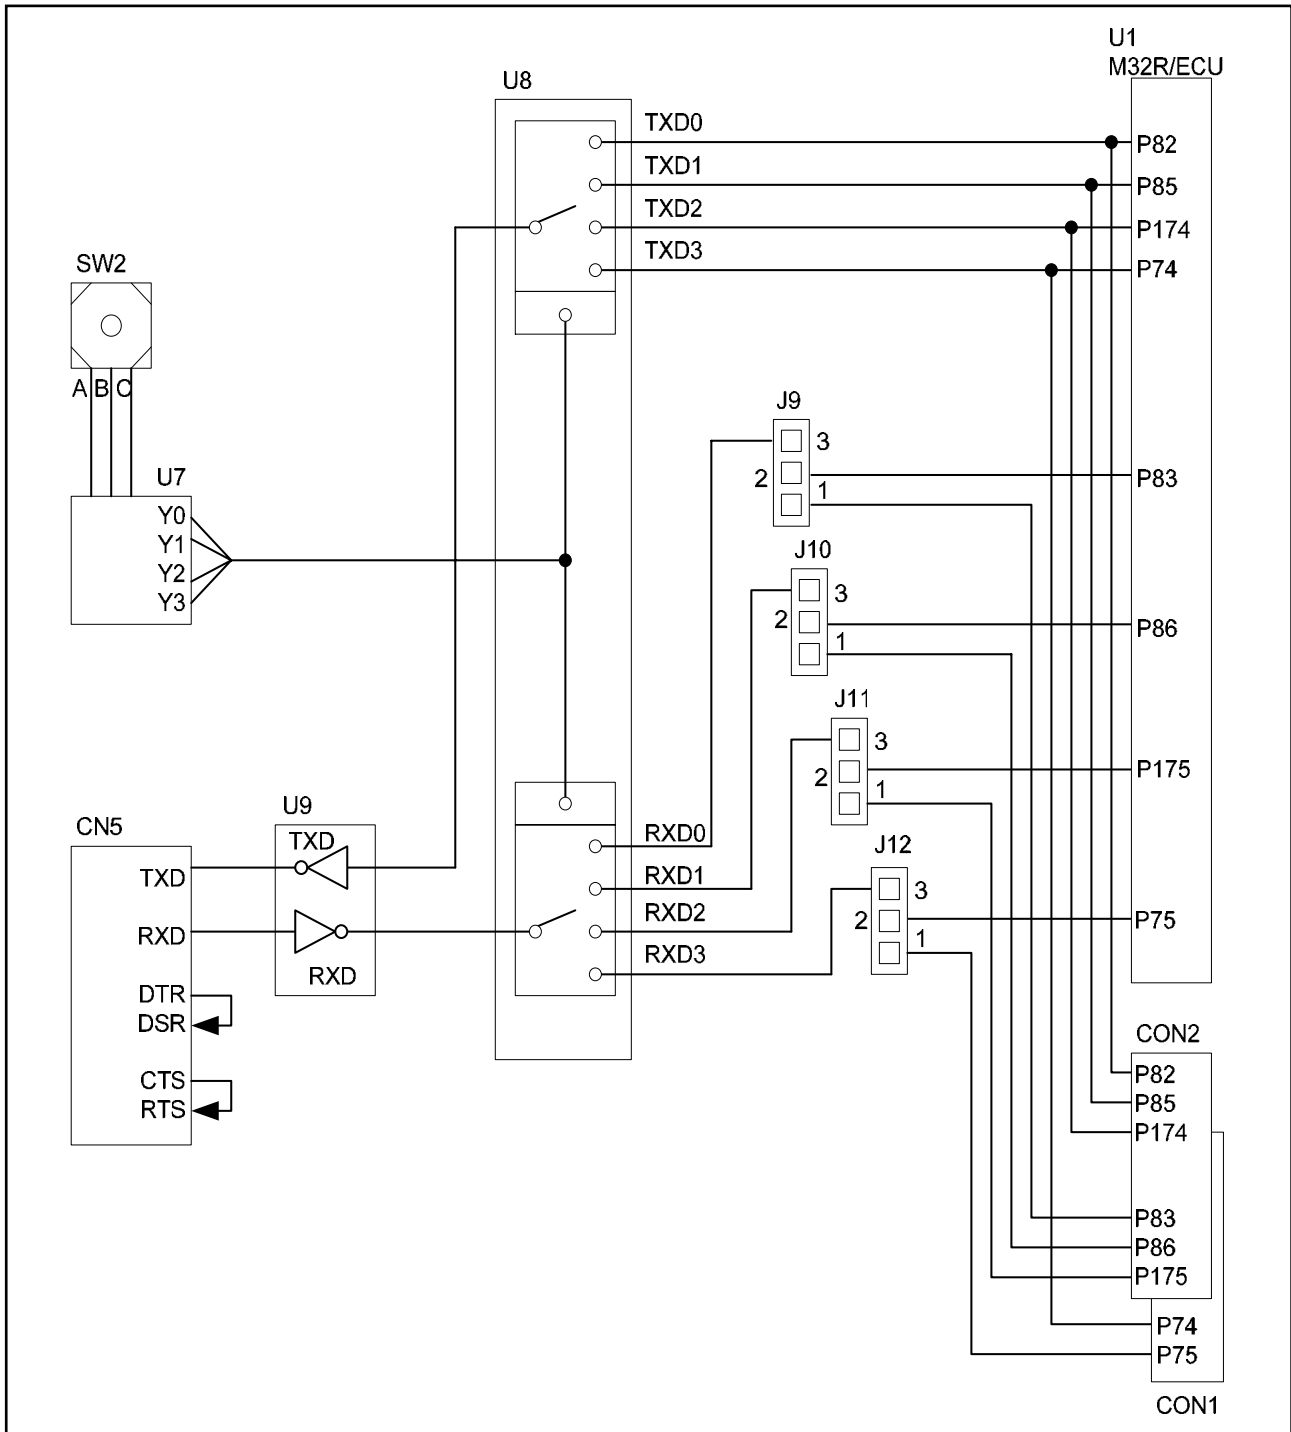 U1
M32R/ECU
U8
TXD0
P82
TXD1
P85
TXD2
P174
TXD3
P74
SW2
A B C
J9
3
2
1
P83
U7
Y0
Y1
Y2
Y3
J10
3
2
1
P86
J11
3
2
1
P175
U9
CN5
TXD
TXD
RXD
RXD
DTR
DSR
CTS
RTS
RXD0
RXD1
RXD2
RXD3
J12
3
2
1
P75
CON2
P82
P85
P174
P83
P86
P175
P74
P75
CON1